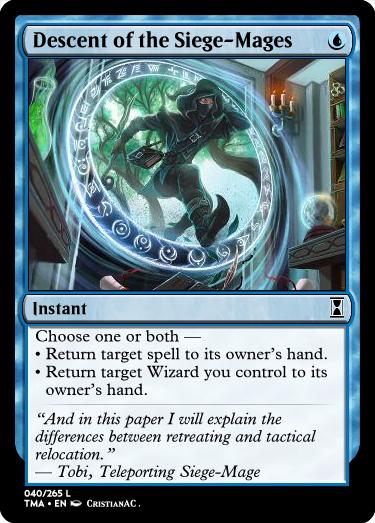 Descent of the Siege-Mages
Instant
Choose one or both —
• Return target spell to its owner's hand.
• Return target Wizard you control to its
owner's hand.
"And in this paper I will explain the
differences between retreating and tactical
relocation."
— Tobi, Teleporting Siege-Mage
040/265 L
TMA • EN CristianAC .